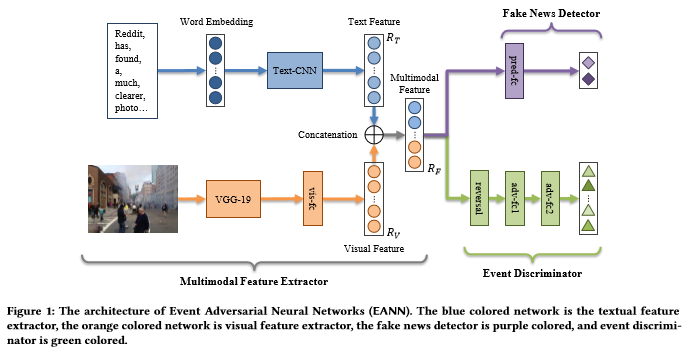 Fake News Detector
Word Embedding
Text Feature
Reddit,
has,
found,
a,
much,
clearer,
photo…
Text-CNN
R_T
pred-fc
Multimodal
Feature
Concatenation
R_F
VGG-19
vis-fc
reversal
adv-fc1
adv-fc2
R_V
Visual Feature
Multimodal Feature Extractor
Event Discriminator
Figure 1: The architecture of Event Adversarial Neural Networks (EANN). The blue colored network is the textual feature
extractor, the orange colored network is visual feature extractor, the fake news detector is purple colored, and event discrimi-
nator is green colored.